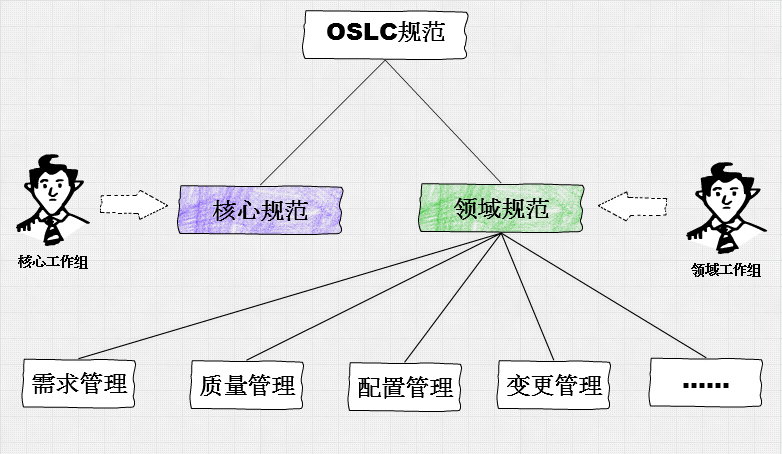 OSLC规范
核心规范
领域规范
核心工作组
领域工作组
需求管理
质量管理
配置管理
变更管理
……